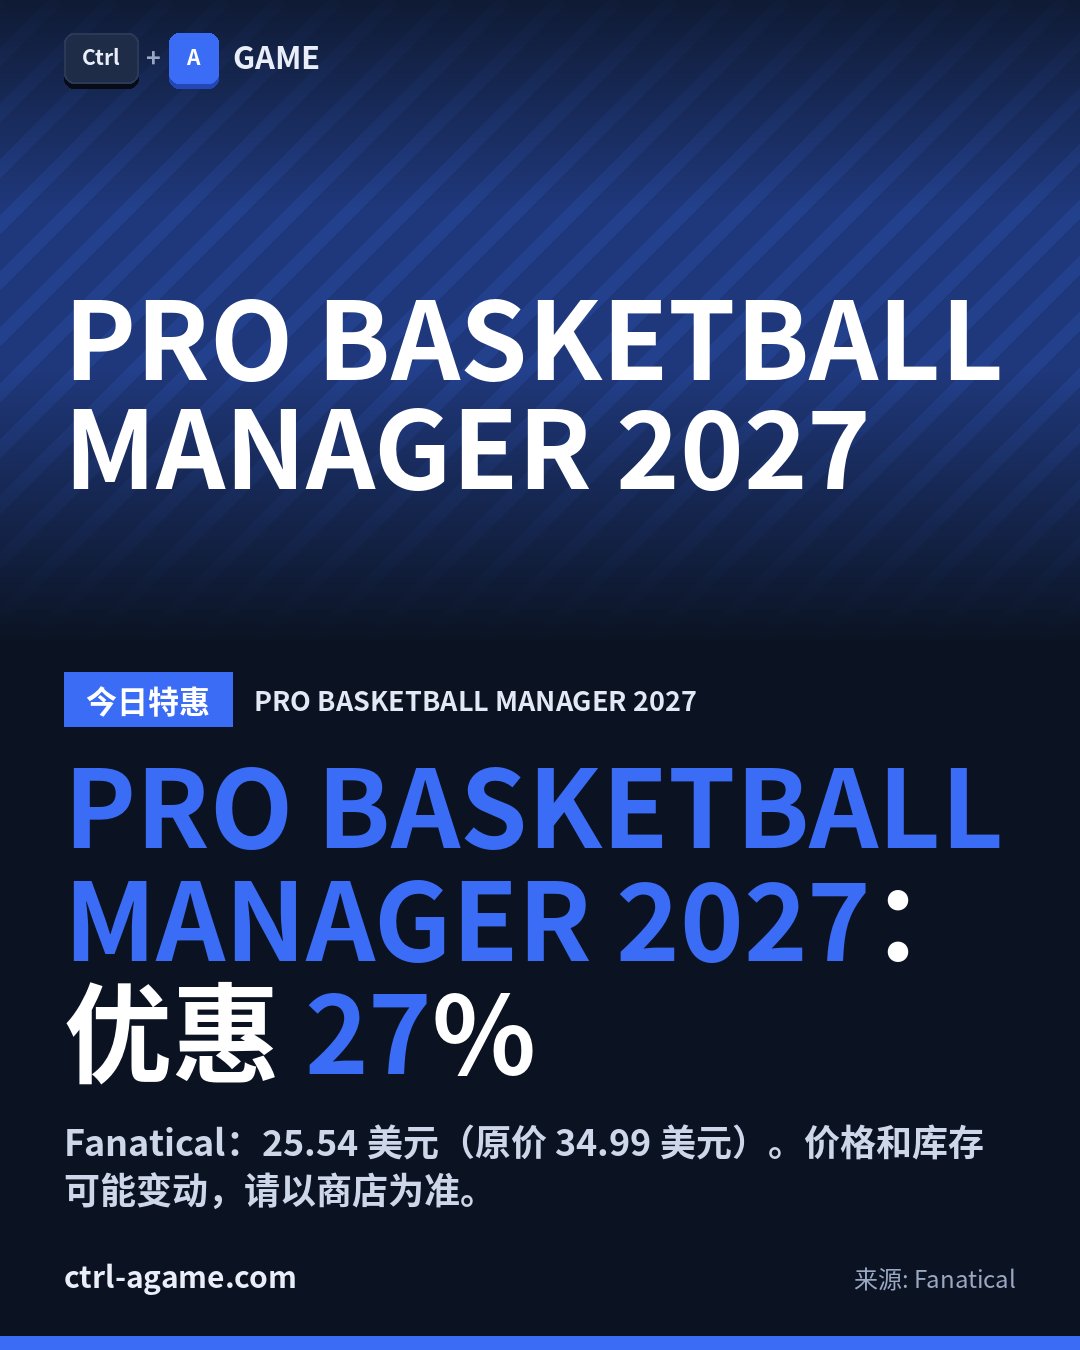 Ctrl + A GAME
PRO BASKETBALL
MANAGER 2027
今日特惠 PRO BASKETBALL MANAGER 2027
PRO BASKETBALL
MANAGER 2027：
优惠 27%
Fanatical：25.54 美元（原价 34.99 美元）。价格和库存
可能变动，请以商店为准。
ctrl-agame.com
来源: Fanatical